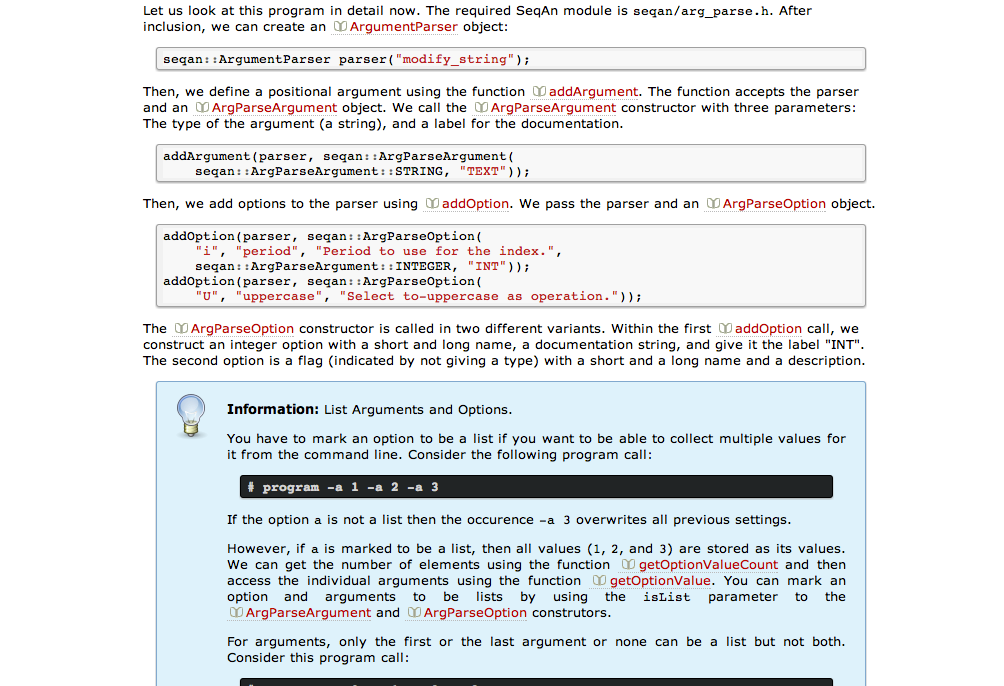 Let us look at this program in detail now. The required SeqAn module is seqan/arg_parse.h. After
inclusion, we can create an ArgumentParser object:
seqan::ArgumentParser parser("modify_string");
Then, we define a positional argument using the function addArgument. The function accepts the parser
and an ArgParseArgument object. We call the ArgParseArgument constructor with three parameters:
The type of the argument (a string), and a label for the documentation.
addArgument(parser, seqan::ArgParseArgument(
    seqan::ArgParseArgument::STRING, "TEXT"));
Then, we add options to the parser using addOption. We pass the parser and an ArgParseOption object.
addOption(parser, seqan::ArgParseOption(
    "i", "period", "Period to use for the index.",
    seqan::ArgParseArgument::INTEGER, "INT"));
addOption(parser, seqan::ArgParseOption(
    "U", "uppercase", "Select to-uppercase as operation."));
The ArgParseOption constructor is called in two different variants. Within the first addOption call, we
construct an integer option with a short and long name, a documentation string, and give it the label "INT".
The second option is a flag (indicated by not giving a type) with a short and a long name and a description.
Information: List Arguments and Options.
You have to mark an option to be a list if you want to be able to collect multiple values for
it from the command line. Consider the following program call:
# program -a 1 -a 2 -a 3
If the option a is not a list then the occurence -a 3 overwrites all previous settings.
However, if a is marked to be a list, then all values (1, 2, and 3) are stored as its values.
We can get the number of elements using the function getOptionValueCount and then
access the individual arguments using the function getOptionValue. You can mark an
option and arguments to be lists by using the isList parameter to the
ArgParseArgument and ArgParseOption construtors.
For arguments, only the first or the last argument or none can be a list but not both.
Consider this program call: